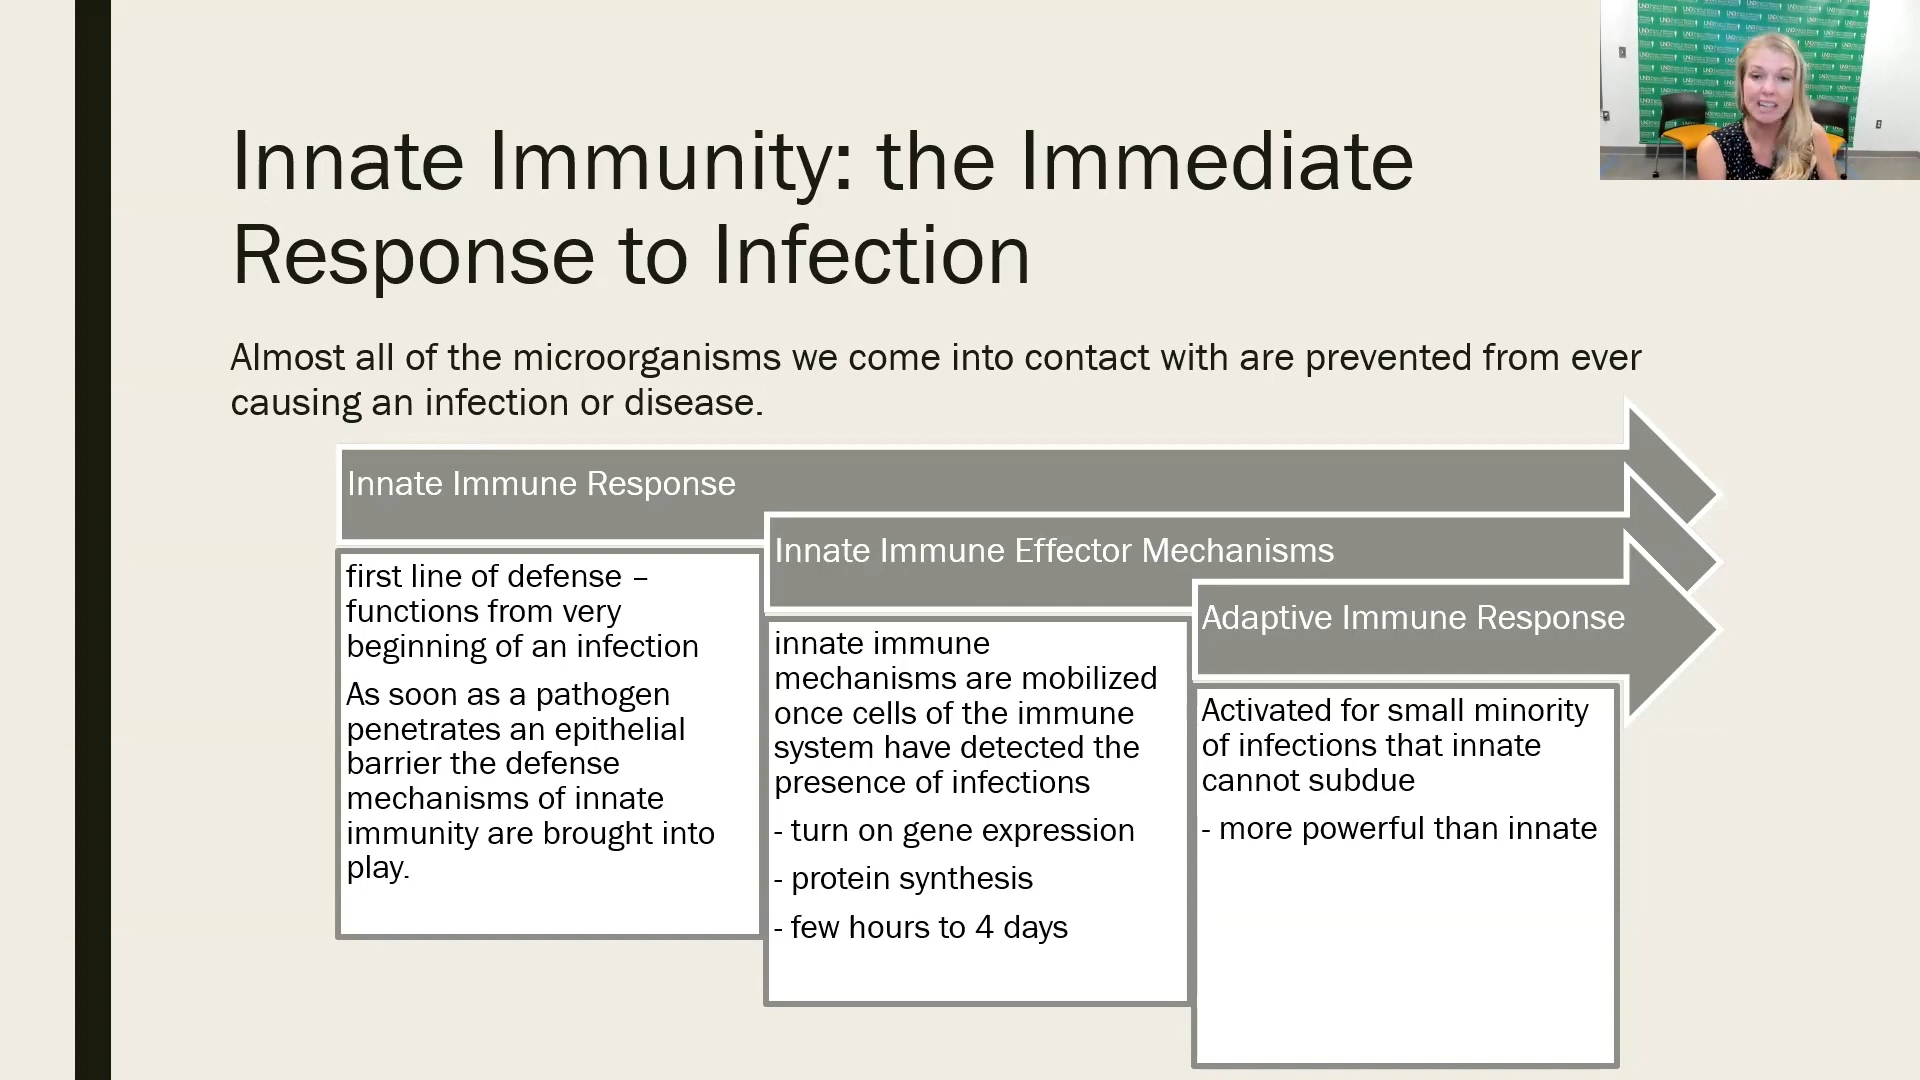 Innate Immunity: the Immediate
Response to Infection
Almost all of the microorganisms we come into contact with are prevented from ever
causing an infection or disease.
Innate Immune Response
first line of defense –
functions from very
beginning of an infection
As soon as a pathogen
penetrates an epithelial
barrier the defense
mechanisms of innate
immunity are brought into
play.
Innate Immune Effector Mechanisms
innate immune
mechanisms are mobilized
once cells of the immune
system have detected the
presence of infections
- turn on gene expression
- protein synthesis
- few hours to 4 days
Adaptive Immune Response
Activated for small minority
of infections that innate
cannot subdue
- more powerful than innate